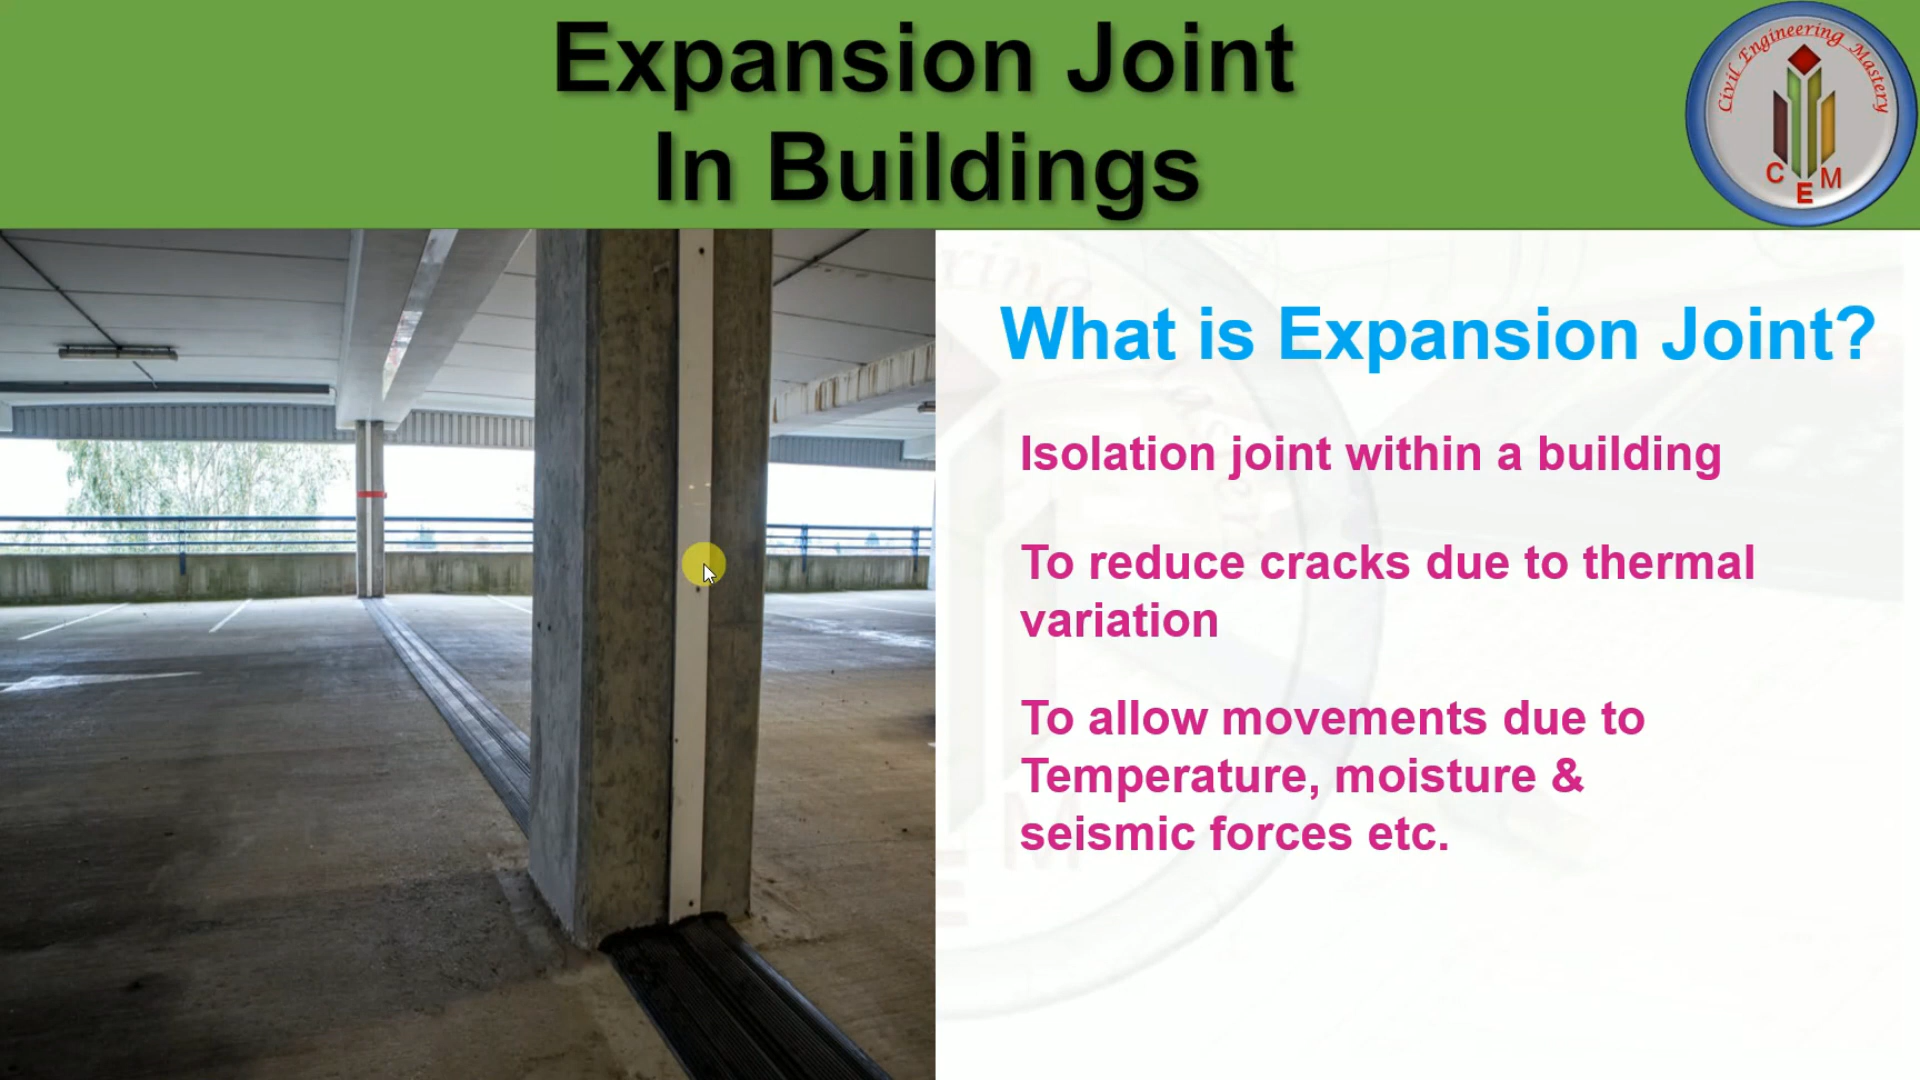 Expansion Joint
In Buildings
Civil Engineering Mastery
C E M
What is Expansion Joint?
Isolation joint within a building
To reduce cracks due to thermal
variation
To allow movements due to
Temperature, moisture &
seismic forces etc.